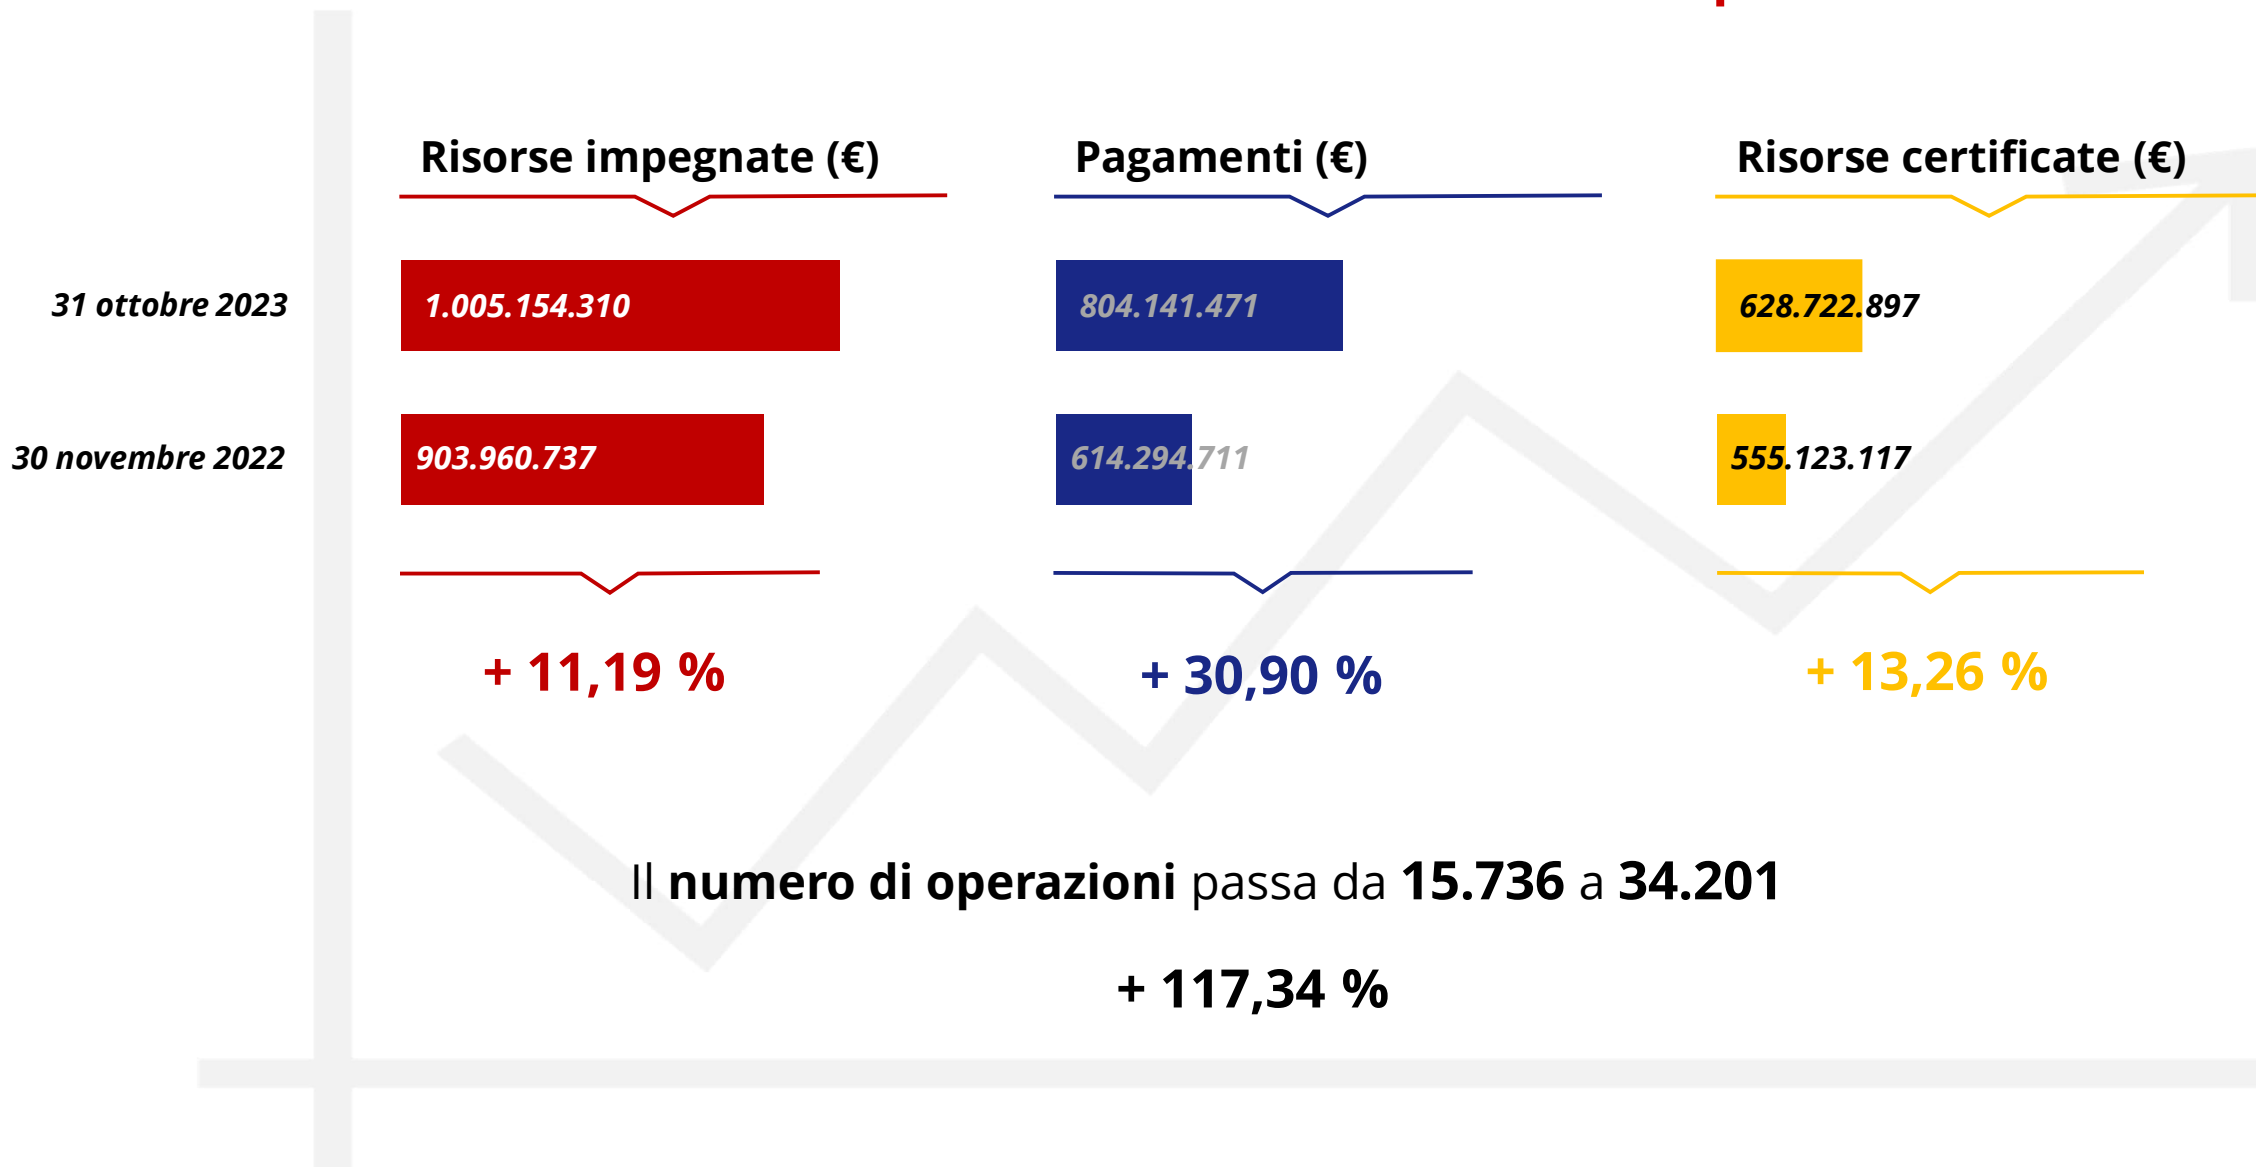 Risorse impegnate (€) Pagamenti (€) Risorse certificate (€)
31 ottobre 2023 1.005.154.310 804.141.471 628.722.897
30 novembre 2022 903.960.737 614.294.711 555.123.117
+ 11,19 % + 30,90 % + 13,26 %
Il numero di operazioni passa da 15.736 a 34.201
+ 117,34 %